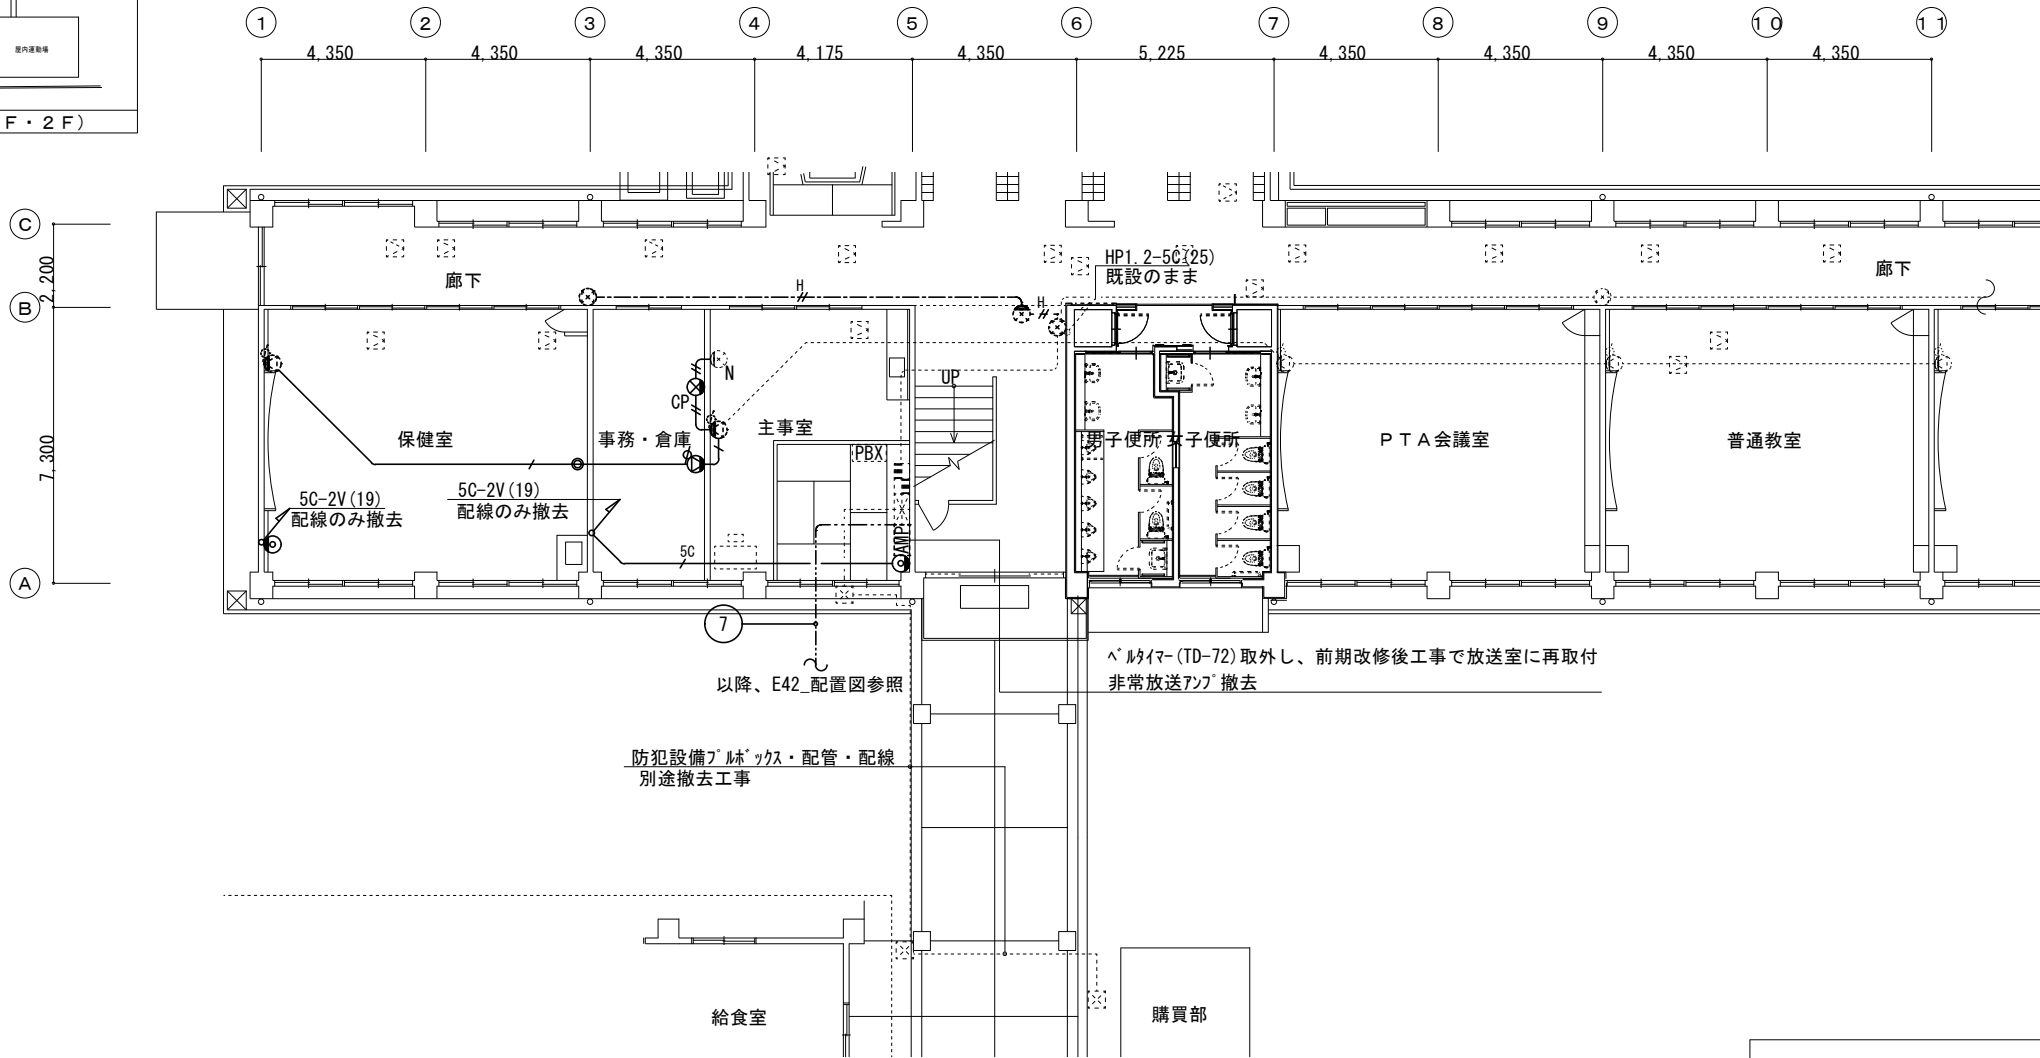 屋内運動場
F・2F)
1 2 3 4 5 6 7 8 9 10 11
4,350 4,350 4,350 4,175 4,350 5,225 4,350 4,350 4,350 4,350
C
2,200
B
7,300
A
廊下
H
H
HP1.2-5C(25)
既設のまま
廊下
N
CP
UP
保健室
事務・倉庫
主事室
PBX
男子便所
女子便所
PTA会議室
普通教室
5C-2V(19)
配線のみ撤去
5C-2V(19)
配線のみ撤去
5C
AMP
7
以降、E42_配置図参照
ベルタイマー(TD-72)取外し、前期改修後工事で放送室に再取付
非常放送アンプ撤去
防犯設備プルボックス・配管・配線
別途撤去工事
給食室
購買部